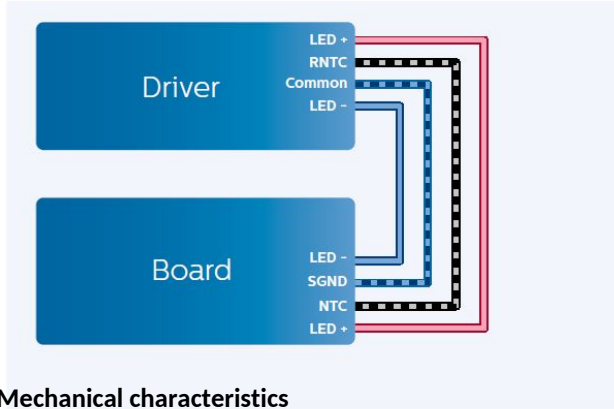 LED +
RNTC
Common
LED –
Driver
LED –
SGND
NTC
LED +
Board
Mechanical characteristics